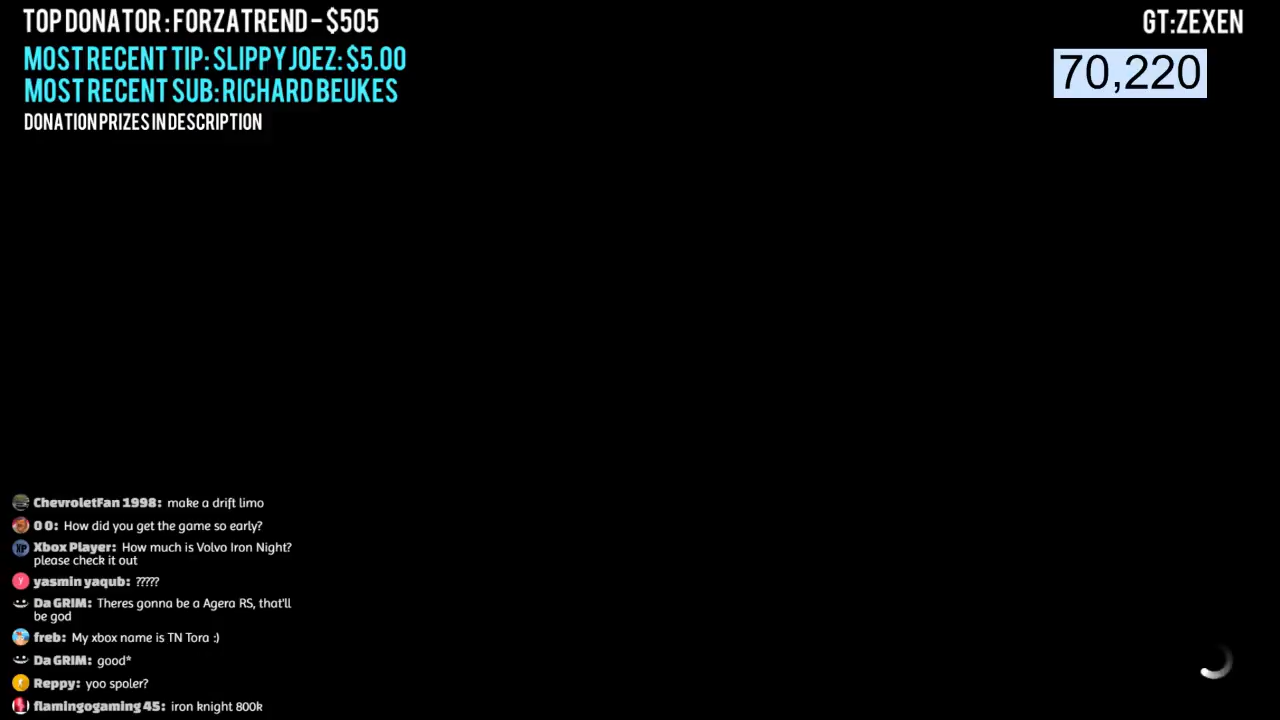 TOP DONATOR : FORZATREND - $505
GT:ZEXEN
MOST RECENT TIP: SLIPPY JOEZ: $5.00
70,220
MOST RECENT SUB: RICHARD BEUKES
DONATION PRIZES IN DESCRIPTION
ChevroletFan 1998: make a drift limo
0 0: How did you get the game so early?
XP Xbox Player: How much is Volvo Iron Night?
please check it out
y yasmin yaqub: ?????
Da GRIM: Theres gonna be a Agera RS, that'll
be god
freb: My xbox name is TN Tora :)
Da GRIM: good*
Reppy: yoo spoler?
flamingogaming 45: iron knight 800k